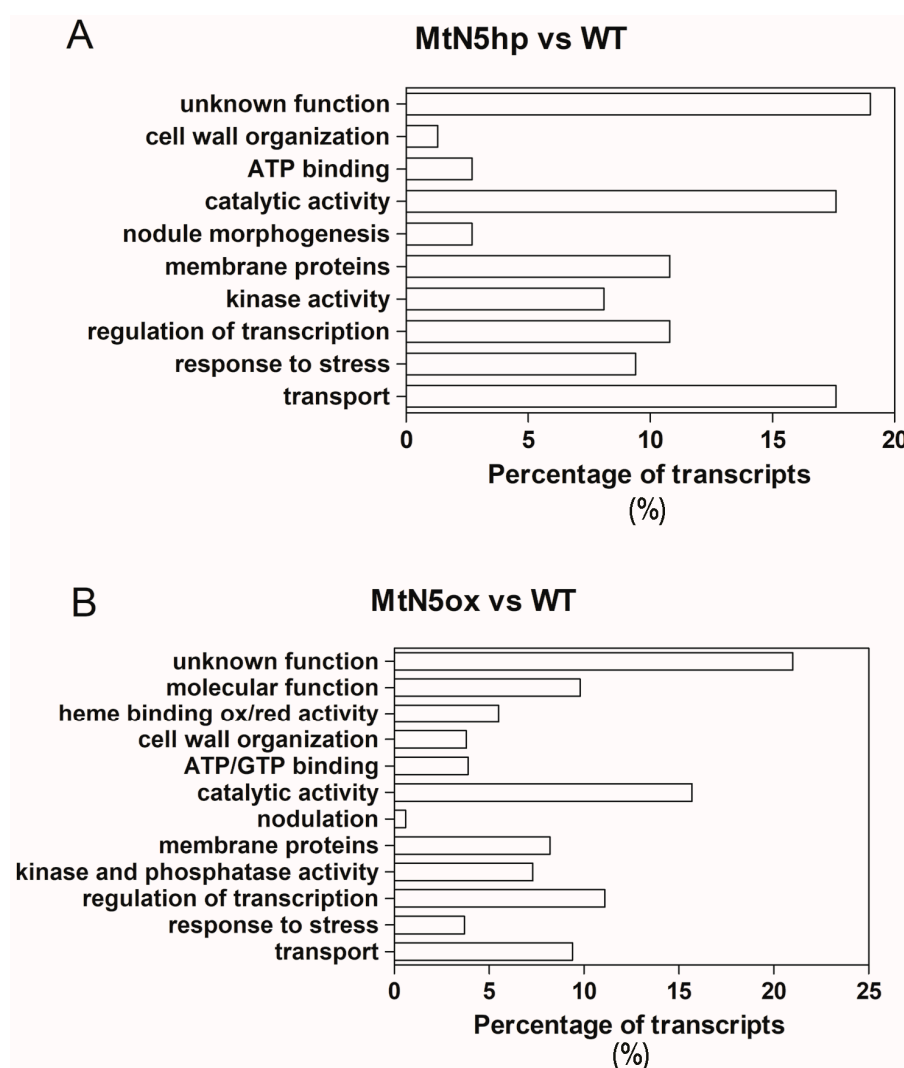 A
MtN5hp vs WT
unknown function
cell wall organization
ATP binding
catalytic activity
nodule morphogenesis
membrane proteins
kinase activity
regulation of transcription
response to stress
transport
0 5 10 15 20
Percentage of transcripts
(%)
B
MtN5ox vs WT
unknown function
molecular function
heme binding ox/red activity
cell wall organization
ATP/GTP binding
catalytic activity
nodulation
membrane proteins
kinase and phosphatase activity
regulation of transcription
response to stress
transport
0 5 10 15 20 25
Percentage of transcripts
(%)